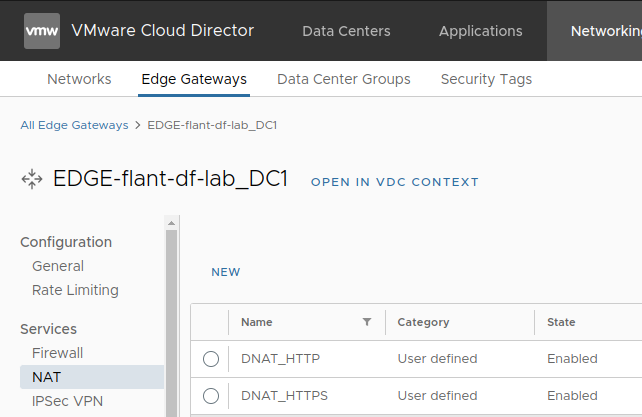 vmw VMware Cloud Director Data Centers Applications Networking
Networks Edge Gateways Data Center Groups Security Tags
All Edge Gateways > EDGE-flant-df-lab_DC1
EDGE-flant-df-lab_DC1 OPEN IN VDC CONTEXT
Configuration
General
Rate Limiting
Services
Firewall
NAT
IPSec VPN
NEW
Name Category State
DNAT_HTTP User defined Enabled
DNAT_HTTPS User defined Enabled